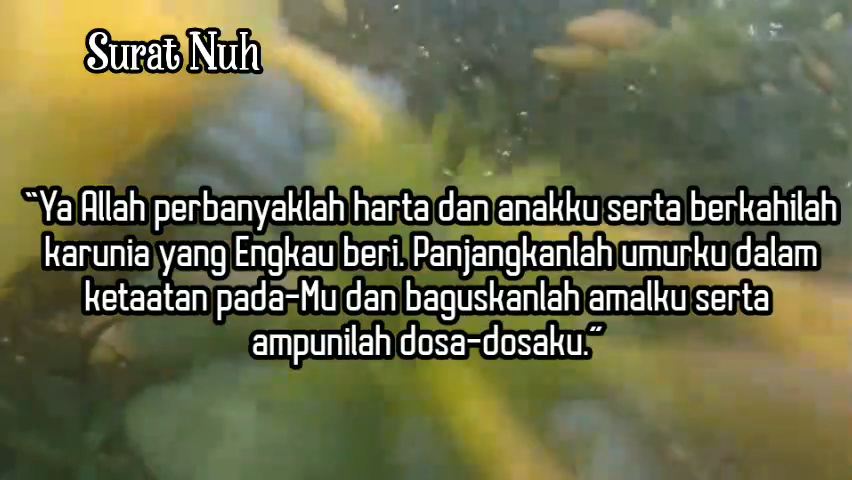 Surat Nuh
“Ya Allah perbanyaklah harta dan anakku serta berkahilah
karunia yang Engkau beri. Panjangkanlah umurku dalam
ketaatan pada-Mu dan baguskanlah amalku serta
ampunilah dosa-dosaku.”